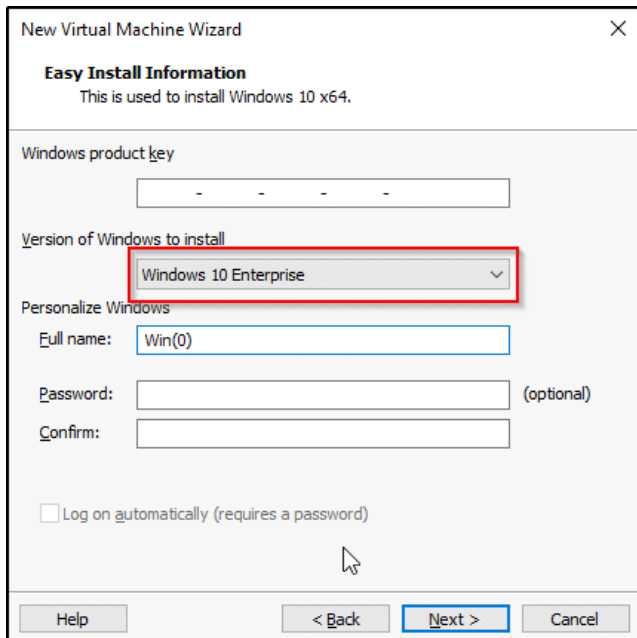 New Virtual Machine Wizard
Easy Install Information
This is used to install Windows 10 x64.
Windows product key
- - - -
Version of Windows to install
Windows 10 Enterprise
Personalize Windows
Full name: Win(0)
Password: (optional)
Confirm:
Log on automatically (requires a password)
Help < Back Next > Cancel